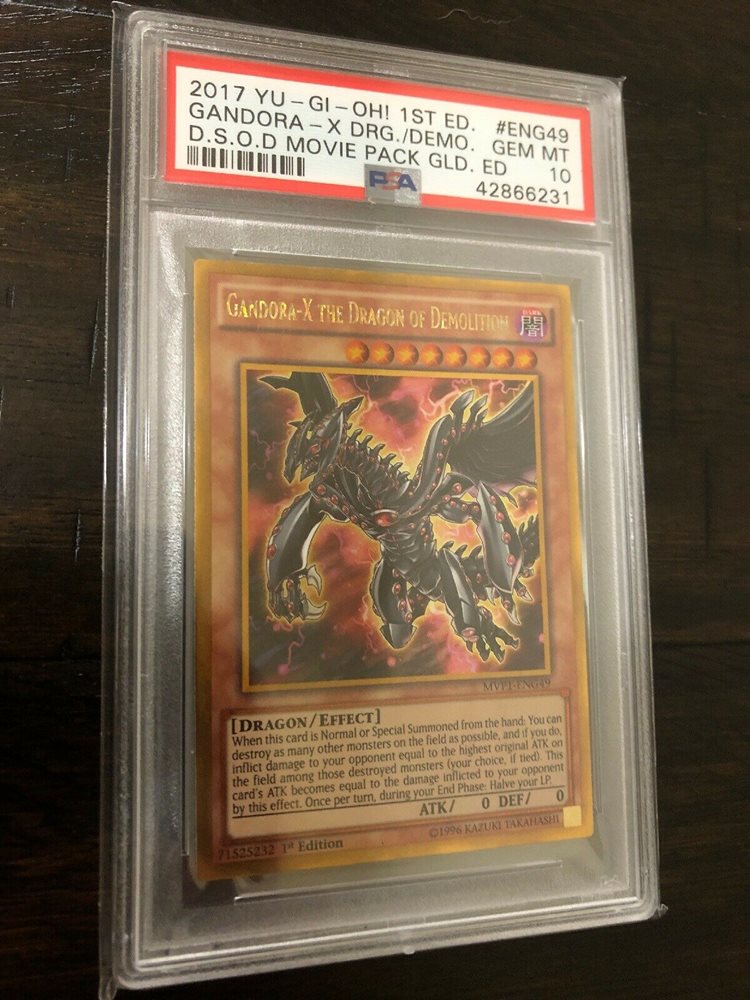 2017 YU-GI-OH! 1ST ED. #ENG49
GANDORA-X DRG./DEMO. GEM MT
D.S.O.D MOVIE PACK GLD. ED 10
PSA 42866231
GANDORA-X THE DRAGON OF DEMOLITION
DARK
闇
MVP1-ENG49
[DRAGON/EFFECT]
When this card is Normal or Special Summoned from the hand: You can
destroy as many other monsters on the field as possible, and if you do,
inflict damage to your opponent equal to the highest original ATK on
the field among those destroyed monsters (your choice, if tied). This
card's ATK becomes equal to the damage inflicted to your opponent
by this effect. Once per turn, during your End Phase: Halve your LP.
ATK/ 0 DEF/ 0
71525232 1st Edition ©1996 KAZUKI TAKAHASHI